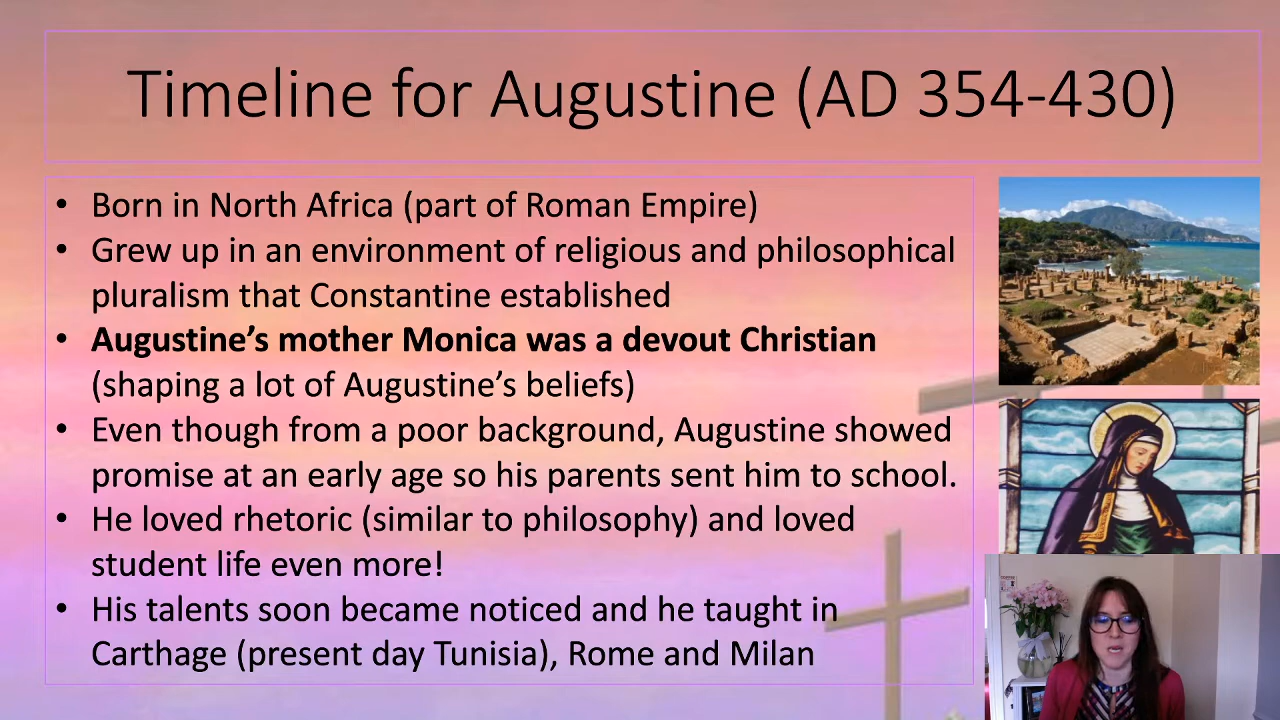 Timeline for Augustine (AD 354-430)
• Born in North Africa (part of Roman Empire)
• Grew up in an environment of religious and philosophical
pluralism that Constantine established
• Augustine’s mother Monica was a devout Christian
(shaping a lot of Augustine’s beliefs)
• Even though from a poor background, Augustine showed
promise at an early age so his parents sent him to school.
• He loved rhetoric (similar to philosophy) and loved
student life even more!
• His talents soon became noticed and he taught in
Carthage (present day Tunisia), Rome and Milan